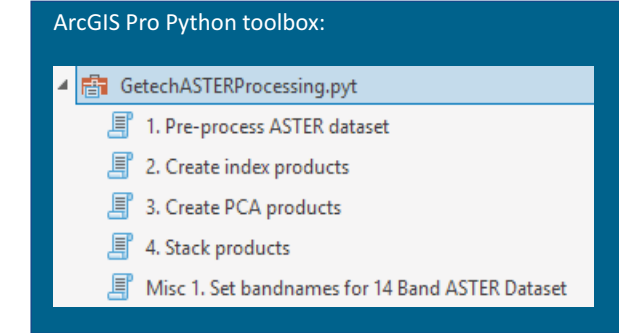 ArcGIS Pro Python toolbox:
GetechASTERProcessing.pyt
1. Pre-process ASTER dataset
2. Create index products
3. Create PCA products
4. Stack products
Misc 1. Set bandnames for 14 Band ASTER Dataset